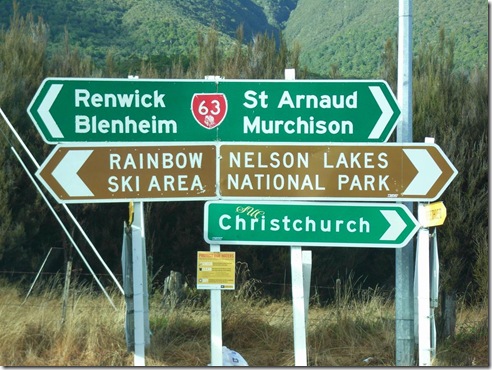 Renwick
Blenheim
63
St Arnaud
Murchison
RAINBOW
SKI AREA
NELSON LAKES
NATIONAL PARK
Christchurch